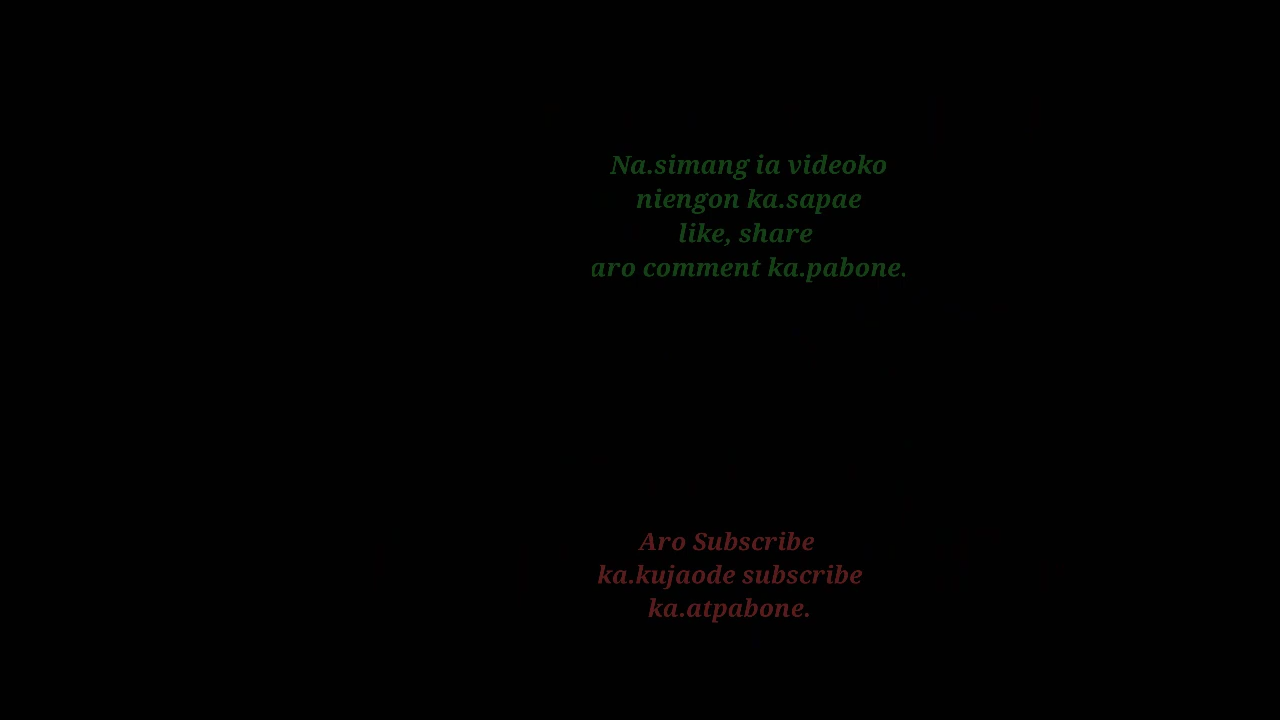 Na.simang ia videoko
niengon ka.sapae
like, share
aro comment ka.pabone.
Aro Subscribe
ka.kujaode subscribe
ka.atpabone.